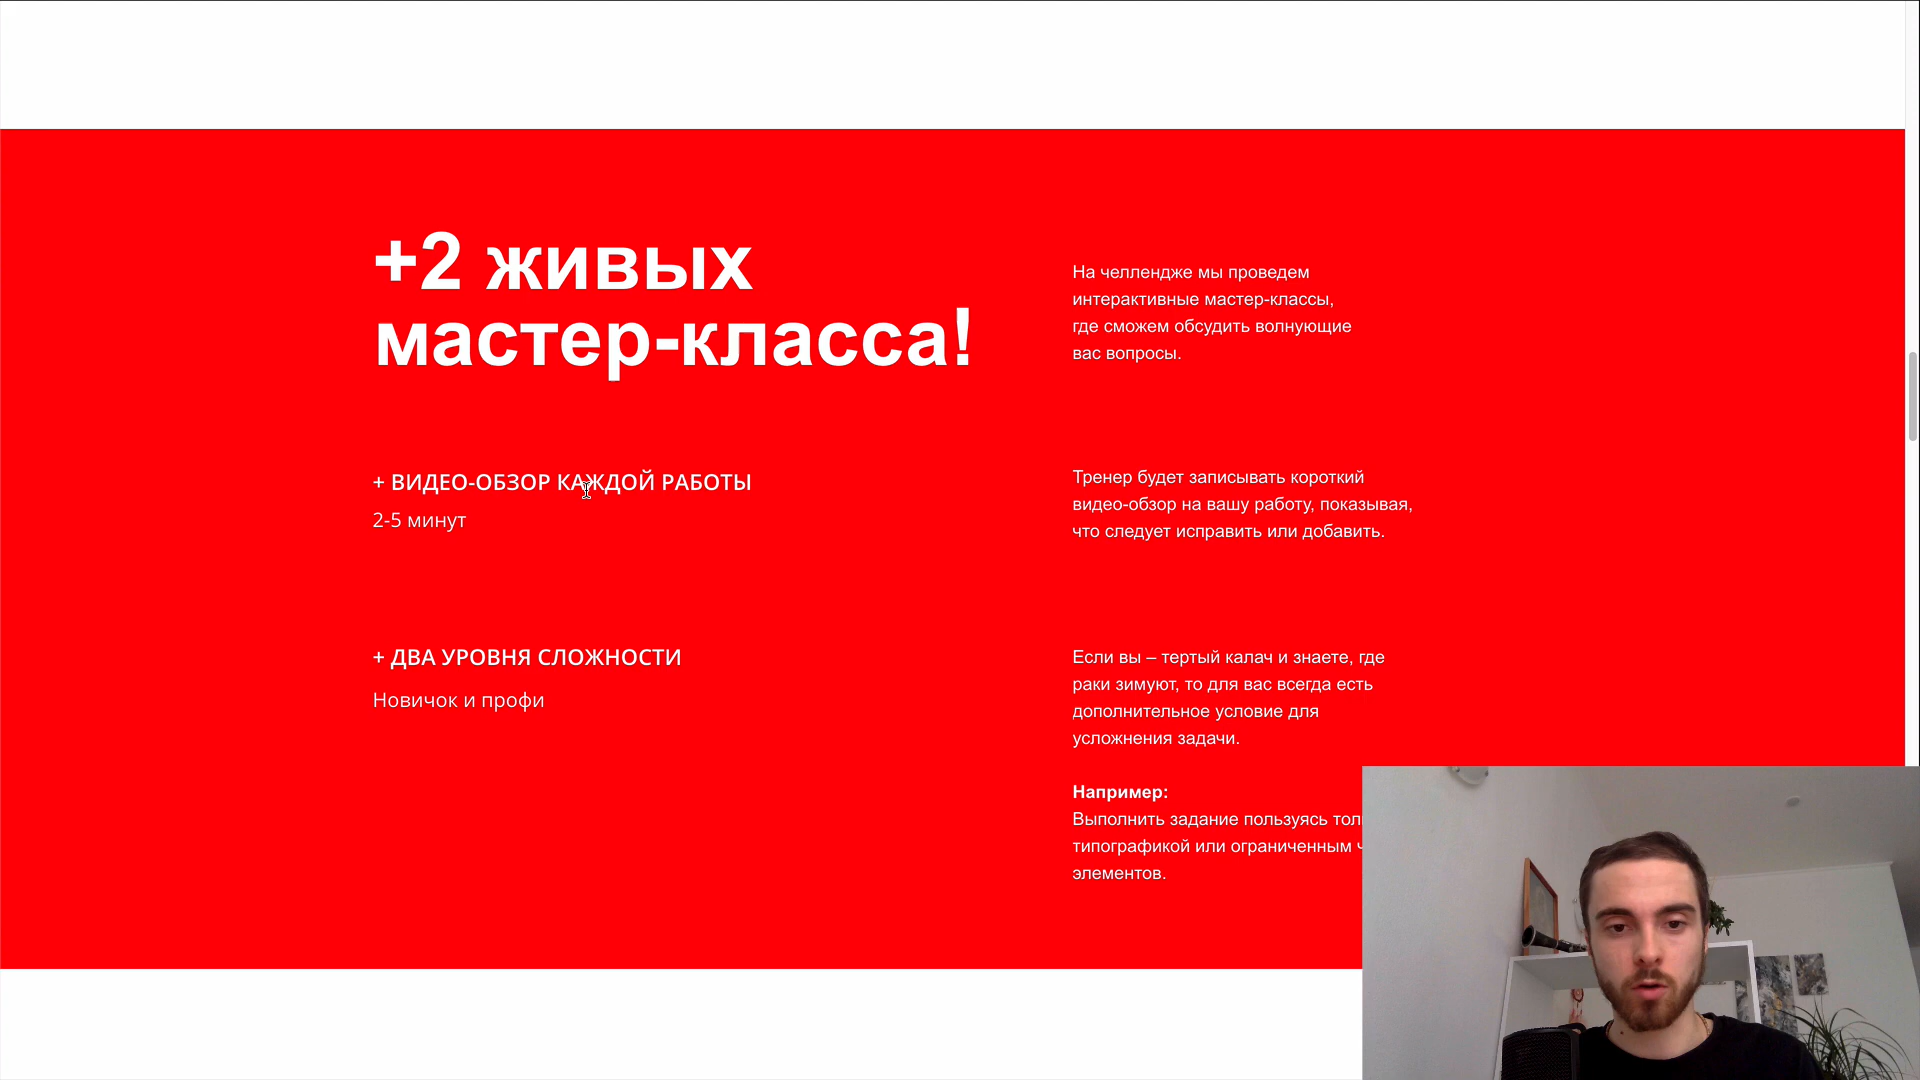 +2 живых
мастер-класса!
На челлендже мы проведем
интерактивные мастер-классы,
где сможем обсудить волнующие
вас вопросы.
+ ВИДЕО-ОБЗОР КАЖДОЙ РАБОТЫ
2-5 минут
Тренер будет записывать короткий
видео-обзор на вашу работу, показывая,
что следует исправить или добавить.
+ ДВА УРОВНЯ СЛОЖНОСТИ
Новичок и профи
Если вы – тертый калач и знаете, где
раки зимуют, то для вас всегда есть
дополнительное условие для
усложнения задачи.
Например:
Выполнить задание пользуясь
типографикой или ограниченным
элементов.